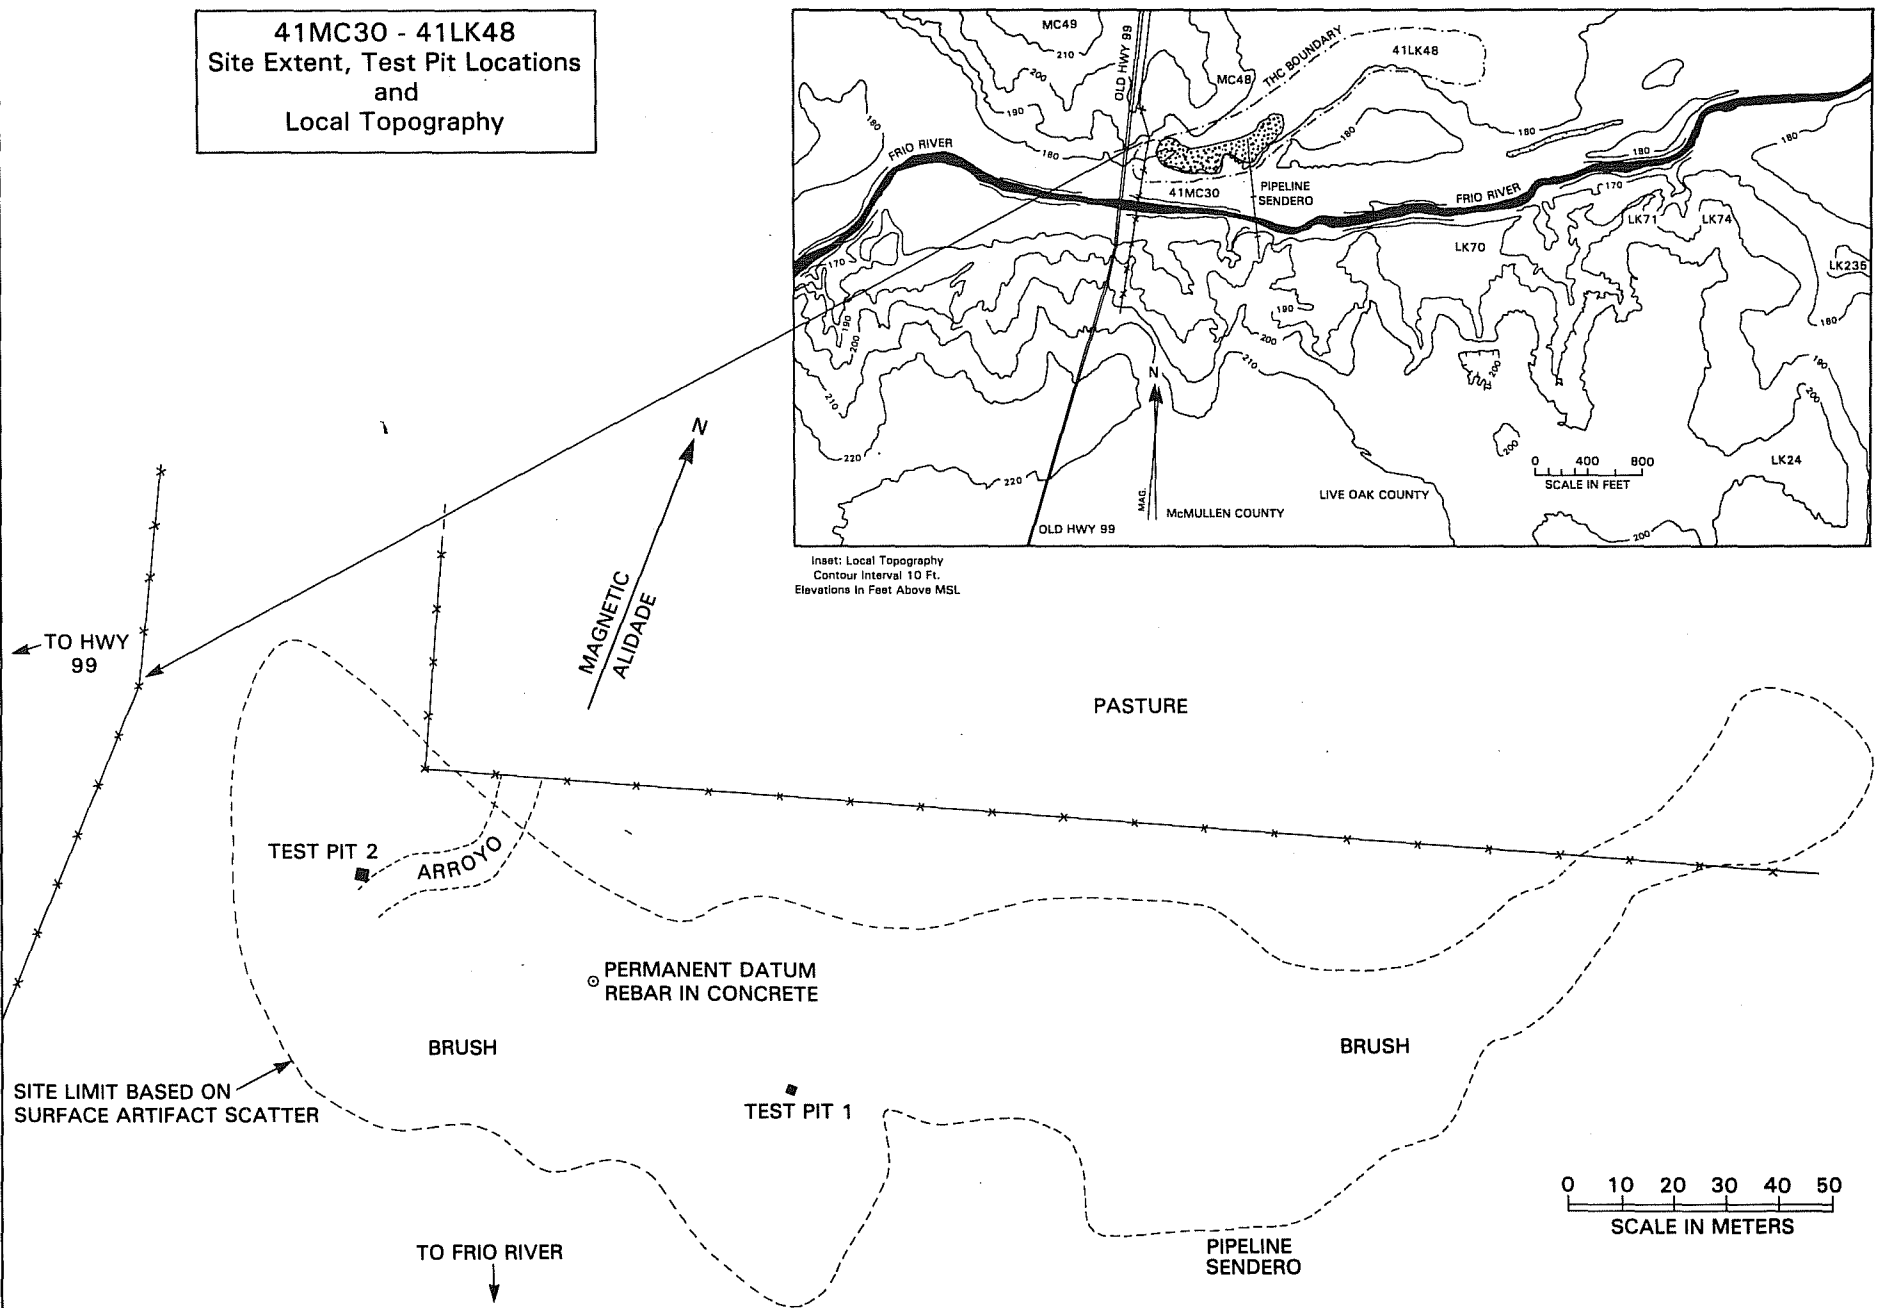 41MC30 - 41LK48
Site Extent, Test Pit Locations
and
Local Topography
MC49
210
200
190
180
180
OLD HWY 99
MC48
THC BOUNDARY
41LK48
180
180
180
180
FRIO RIVER
41MC30
PIPELINE
SENDERO
FRIO RIVER
170
LK71
LK74
LK70
LK235
170
190
200
210
220
220
190
200
210
200
200
180
190
200
200
LK24
N
MAG.
0 400 800
SCALE IN FEET
LIVE OAK COUNTY
McMULLEN COUNTY
OLD HWY 99
Inset: Local Topography
Contour Interval 10 Ft.
Elevations In Feet Above MSL
N
MAGNETIC
ALIDADE
TO HWY
99
PASTURE
TEST PIT 2
ARROYO
PERMANENT DATUM
REBAR IN CONCRETE
BRUSH
BRUSH
SITE LIMIT BASED ON
SURFACE ARTIFACT SCATTER
TEST PIT 1
0 10 20 30 40 50
SCALE IN METERS
TO FRIO RIVER
PIPELINE
SENDERO